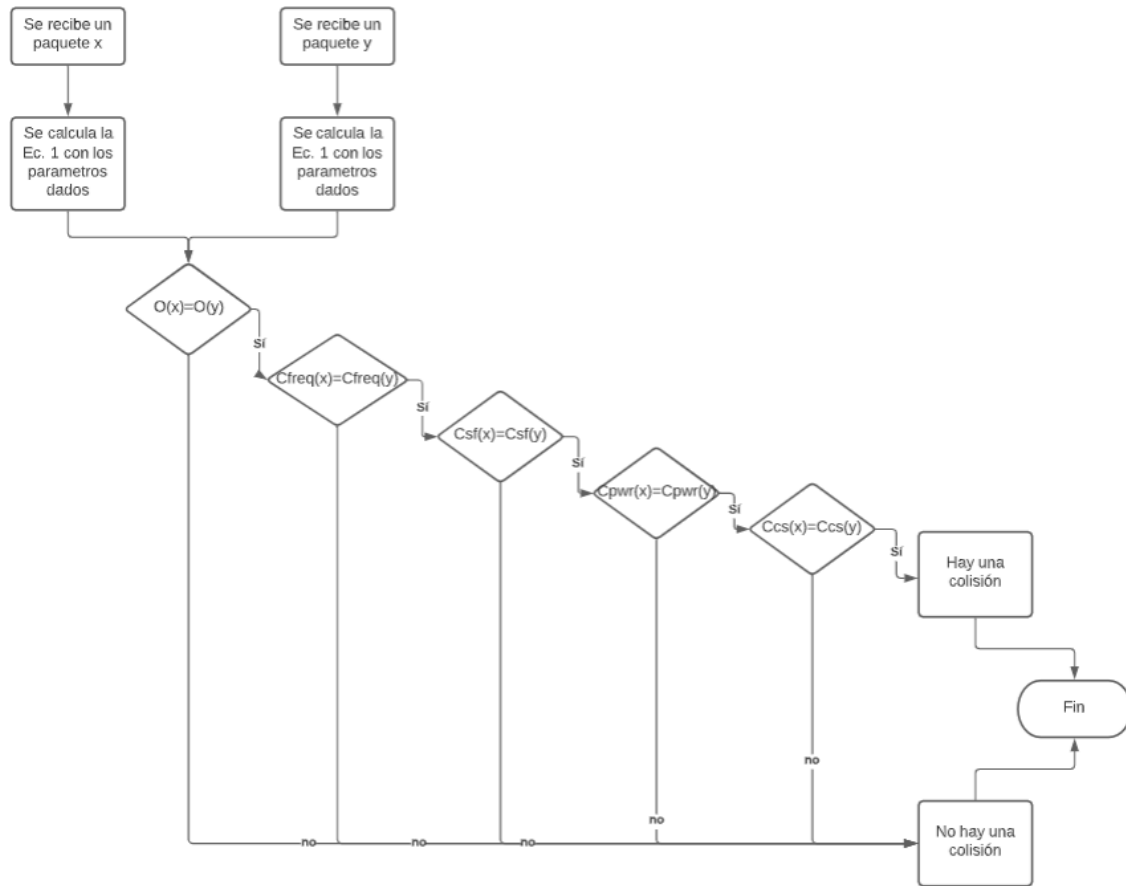 Se recibe un
paquete x
Se recibe un
paquete y
Se calcula la
Ec. 1 con los
parametros
dados
Se calcula la
Ec. 1 con los
parametros
dados
O(x)=O(y)
Sí
Cfreq(x)=Cfreq(y)
Sí
Csf(x)=Csf(y)
Sí
Cpwr(x)=Cpwr(y)
Sí
Ccs(x)=Ccs(y)
Sí
Hay una
colisión
Fin
no
no
no
no
no
No hay una
colisión